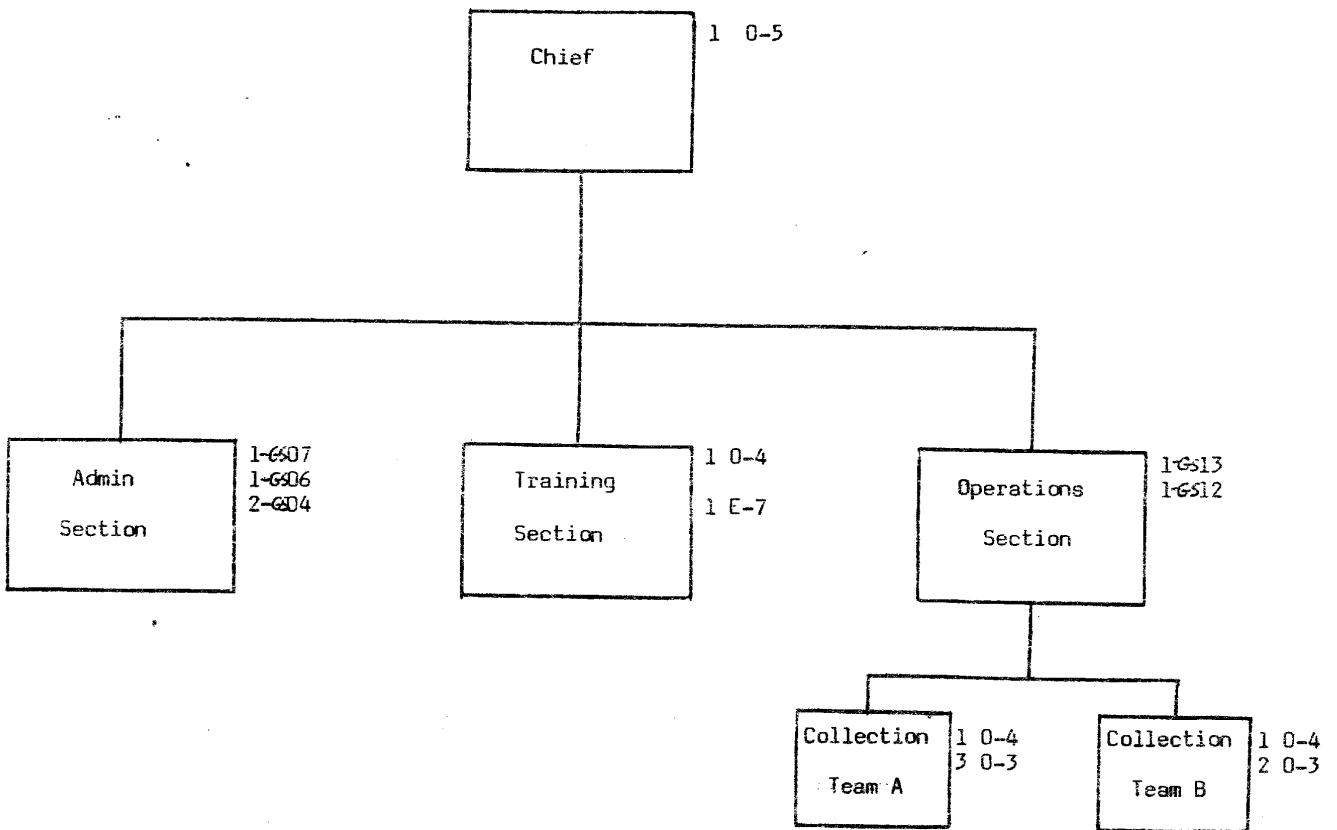 Chief
1 O-5
Admin
Section
1-GS07
1-GS06
2-GS04
Training
Section
1 O-4
1 E-7
Operations
Section
1-GS13
1-GS12
Collection
Team A
1 O-4
3 O-3
Collection
Team B
1 O-4
2 O-3